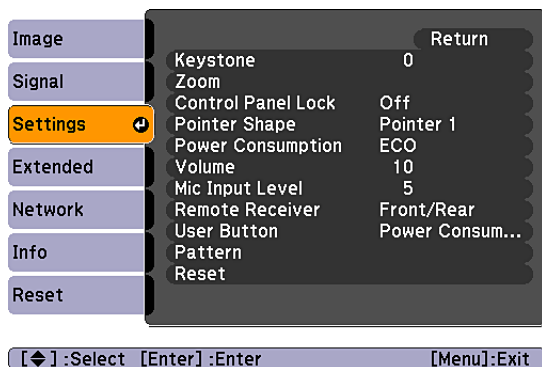 Image
Signal
Settings
Extended
Network
Info
Reset
Return
Keystone 0
Zoom
Control Panel Lock Off
Pointer Shape Pointer 1
Power Consumption ECO
Volume 10
Mic Input Level 5
Remote Receiver Front/Rear
User Button Power Consum...
Pattern
Reset
[◆] :Select [Enter] :Enter [Menu]:Exit